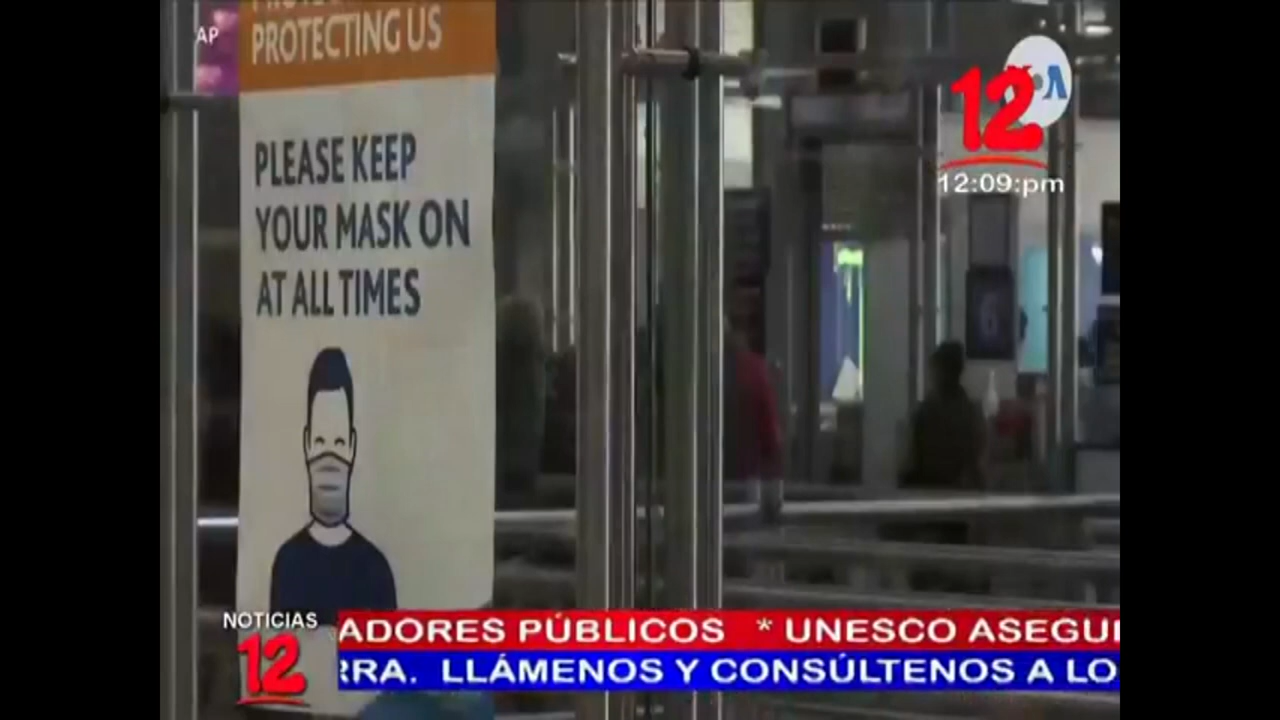 AP
PROTECTING US
PLEASE KEEP
YOUR MASK ON
AT ALL TIMES
12
12:09:pm
NOTICIAS
12
ADORES PÚBLICOS * UNESCO ASEGU
RRA. LLÁMENOS Y CONSÚLTENOS A LO